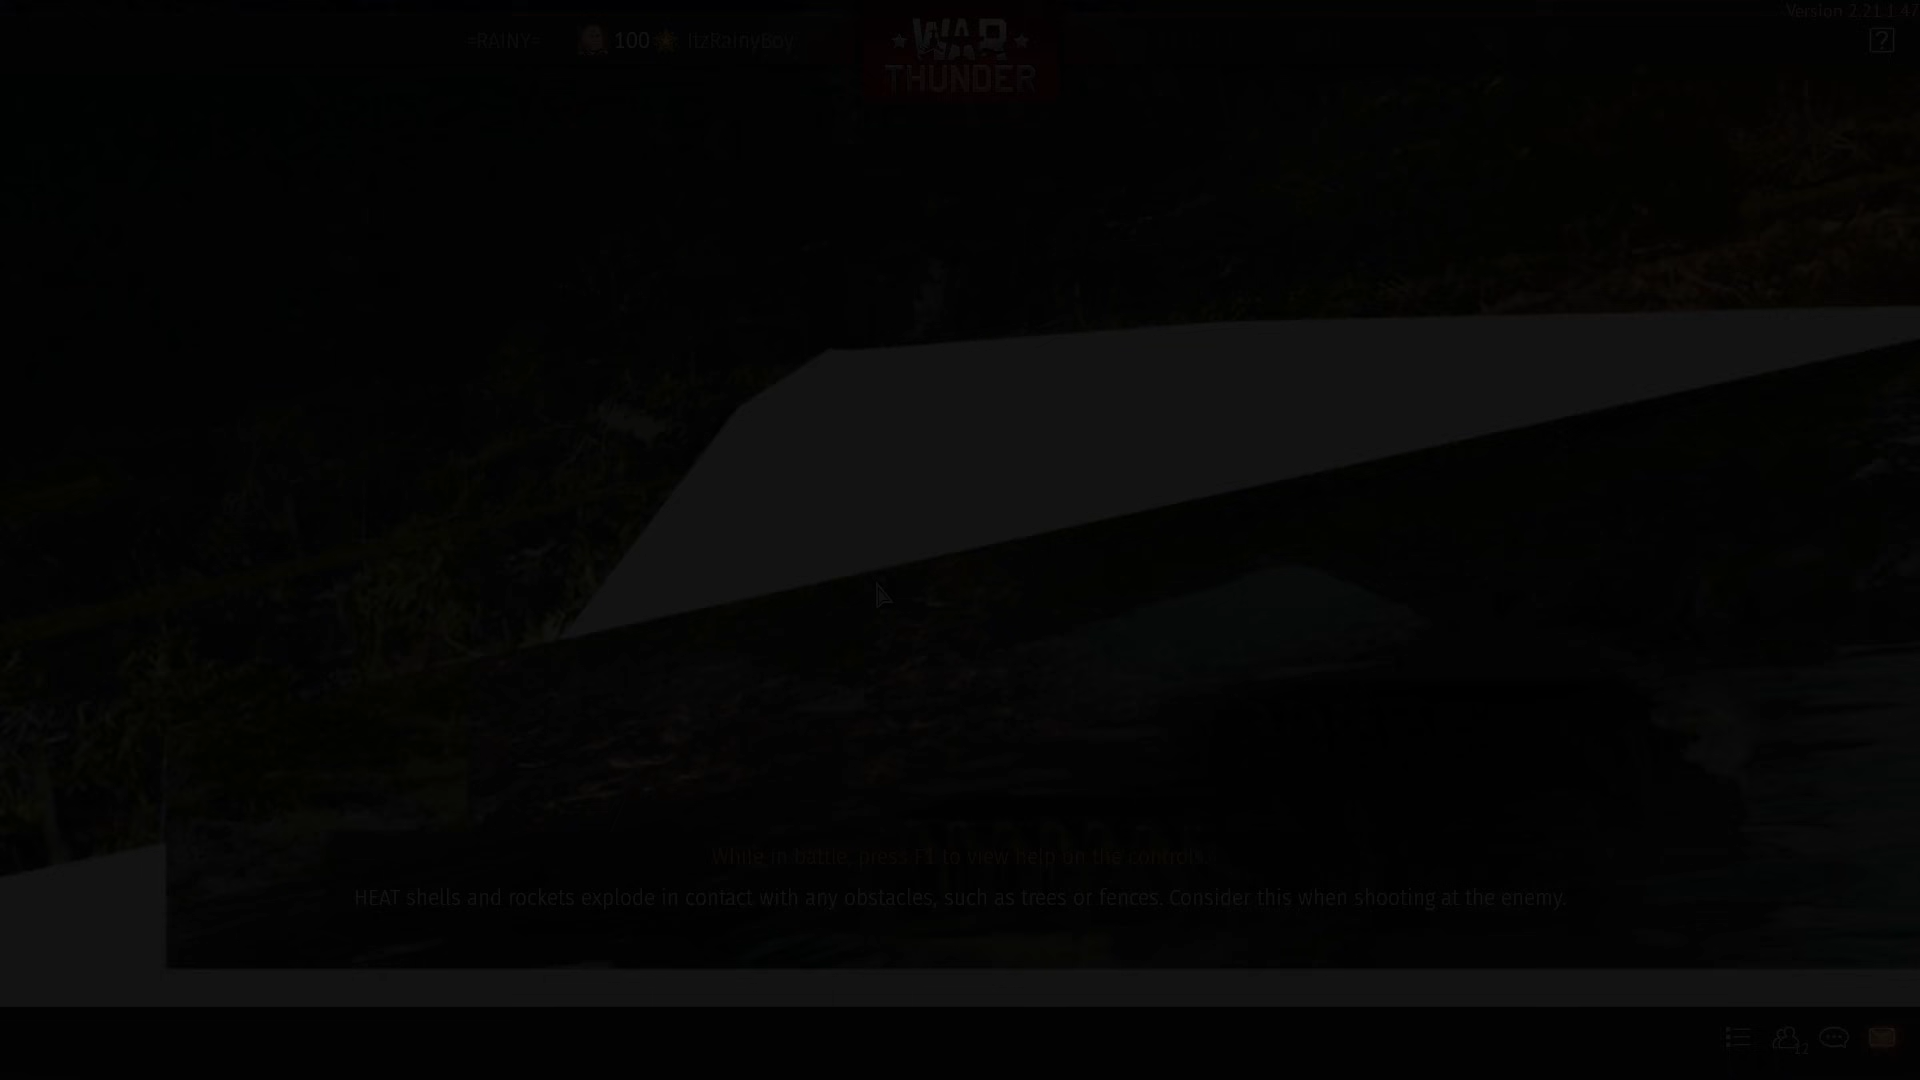 Version 2.21.1.47
=RAINY= 100 ItzRainyBoy
WAR
THUNDER
?
While in battle, press F1 to view help on the controls.
HEAT shells and rockets explode in contact with any obstacles, such as trees or fences. Consider this when shooting at the enemy.
12